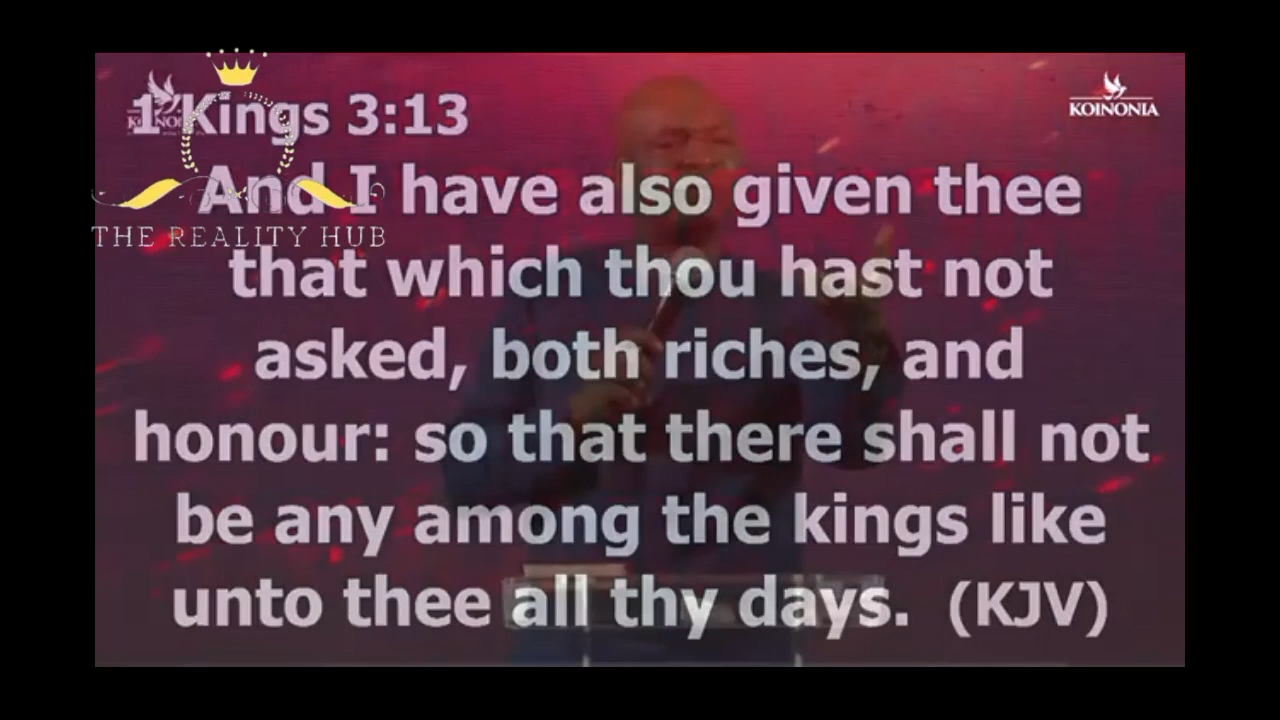 1 Kings 3:13
KOINONIA
And I have also given thee
THE REALITY HUB
that which thou hast not
asked, both riches, and
honour: so that there shall not
be any among the kings like
unto thee all thy days. (KJV)